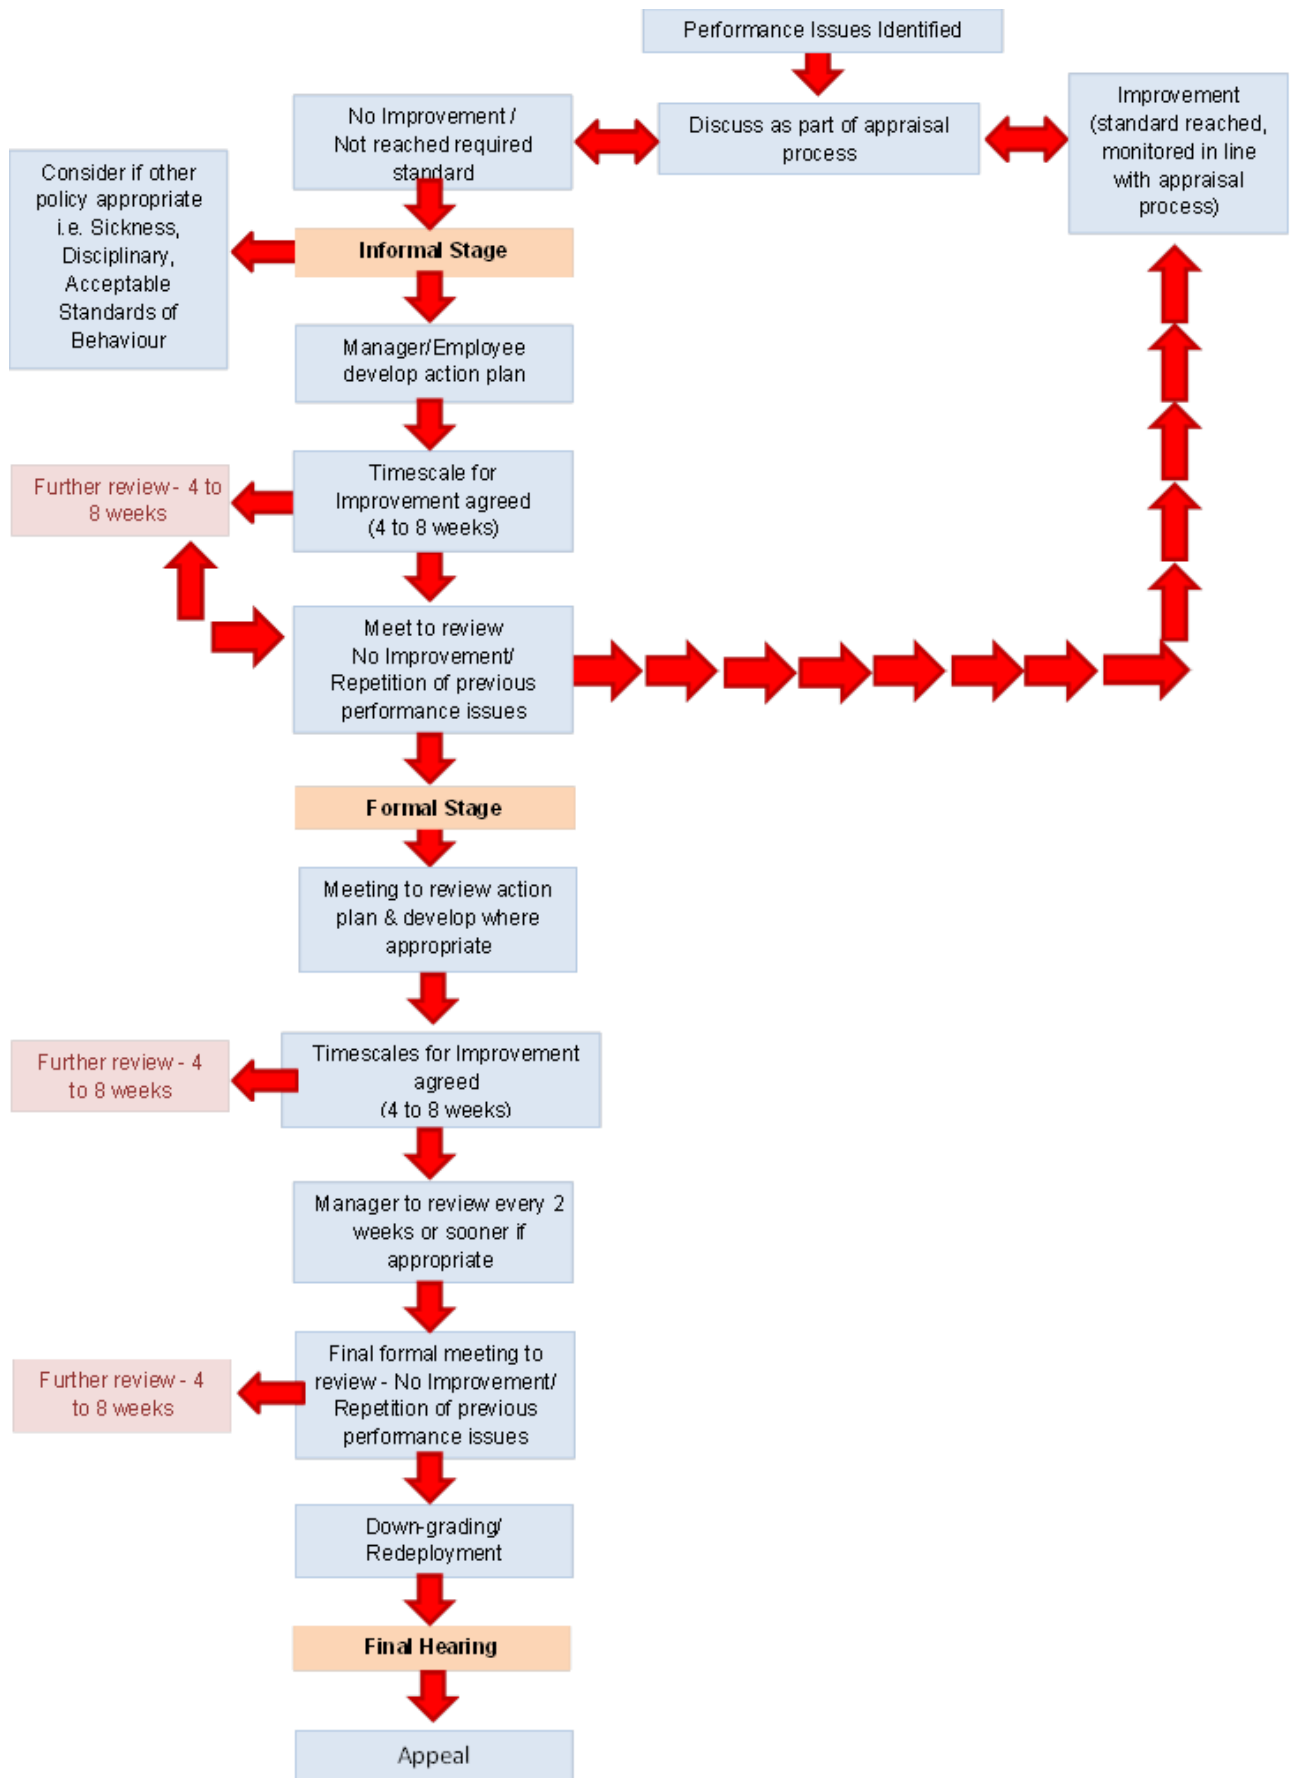 Performance Issues Identified
No Improvement /
Not reached required
standard
Discuss as part of appraisal
process
Improvement
(standard reached,
monitored in line
with appraisal
process)
Consider if other
policy appropriate
i.e. Sickness,
Disciplinary,
Acceptable
Standards of
Behaviour
Informal Stage
Manager/Employee
develop action plan
Timescale for
Improvement agreed
(4 to 8 weeks)
Further review - 4 to
8 weeks
Meet to review
No Improvement/
Repetition of previous
performance issues
Formal Stage
Meeting to review action
plan & develop where
appropriate
Timescales for Improvement
agreed
(4 to 8 weeks)
Further review - 4
to 8 weeks
Manager to review every 2
weeks or sooner if
appropriate
Final formal meeting to
review - No Improvement/
Repetition of previous
performance issues
Further review - 4
to 8 weeks
Down-grading/
Redeployment
Final Hearing
Appeal